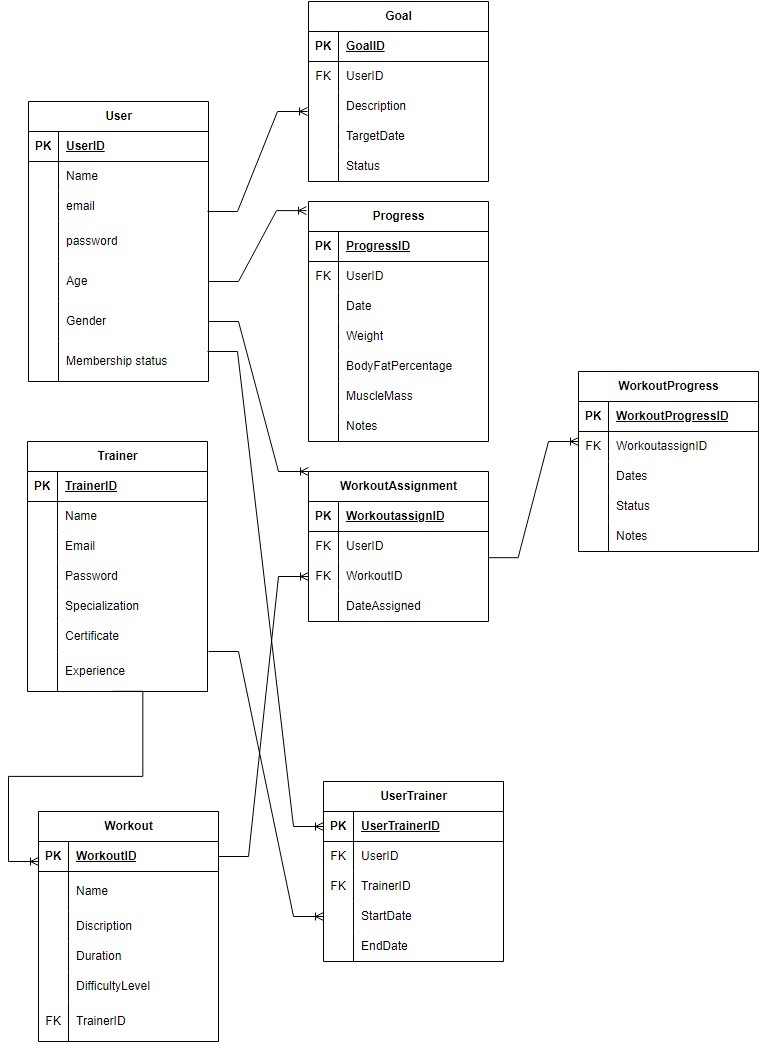 Goal
PK GoalID
FK UserID
Description
TargetDate
Status
User
PK UserID
Name
email
password
Age
Gender
Membership status
Progress
PK ProgressID
FK UserID
Date
Weight
BodyFatPercentage
MuscleMass
Notes
WorkoutProgress
PK WorkoutProgressID
FK WorkoutassignID
Dates
Status
Notes
Trainer
PK TrainerID
Name
Email
Password
Specialization
Certificate
Experience
WorkoutAssignment
PK WorkoutassignID
FK UserID
FK WorkoutID
DateAssigned
UserTrainer
PK UserTrainerID
FK UserID
FK TrainerID
StartDate
EndDate
Workout
PK WorkoutID
Name
Discription
Duration
DifficultyLevel
FK TrainerID